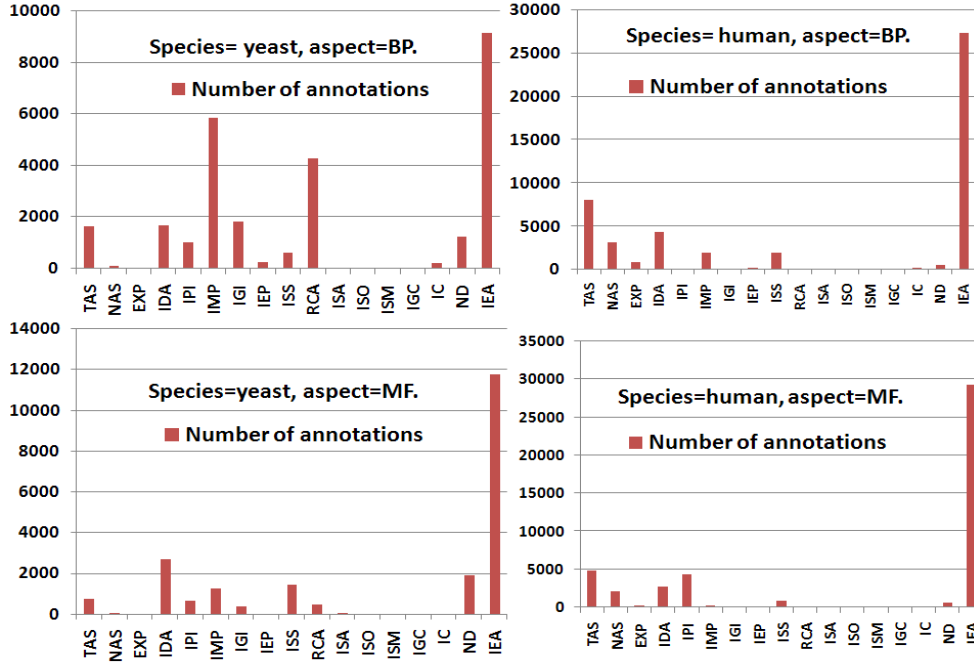 10000
8000
6000
4000
2000
0
Species= yeast, aspect=BP.
Number of annotations
TAS NAS EXP IDA IPI IMP IGI IEP ISS RCA ISA ISO ISM IGC IC ND IEA
30000
25000
20000
15000
10000
5000
0
Species= human, aspect=BP.
Number of annotations
TAS NAS EXP IDA IPI IMP IGI IEP ISS RCA ISA ISO ISM IGC IC ND IEA
14000
12000
10000
8000
6000
4000
2000
0
Species=yeast, aspect=MF.
Number of annotations
TAS NAS EXP IDA IPI IMP IGI IEP ISS RCA ISA ISO ISM IGC IC ND IEA
35000
30000
25000
20000
15000
10000
5000
0
Species=human, aspect=MF.
Number of annotations
TAS NAS EXP IDA IPI IMP IGI IEP ISS RCA ISA ISO ISM IGC IC ND IEA